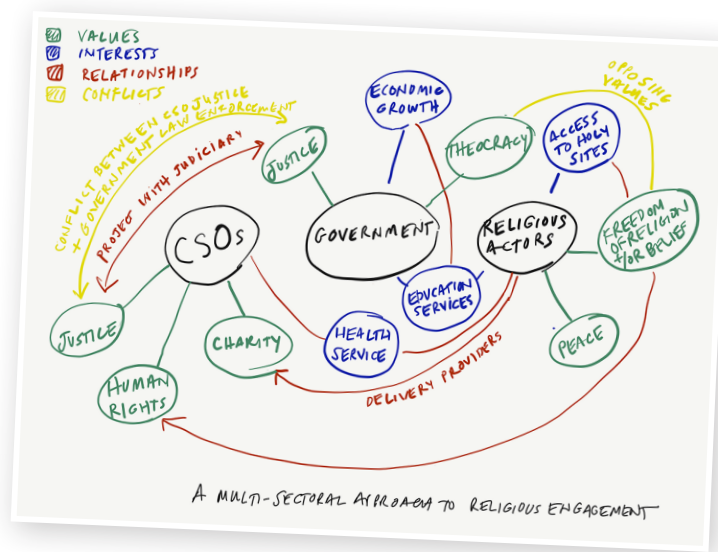 VALUES
INTERESTS
RELATIONSHIPS
CONFLICTS
CONFLICT BETWEEN CSO JUSTICE
+ GOVERNMENT LAW ENFORCEMENT
PROJECT WITH JUDICIARY
JUSTICE
ECONOMIC
GROWTH
THEOCRACY
OPPOSING
VALUES
ACCESS
TO HOLY
SITES
CSOs
GOVERNMENT
RELIGIOUS
ACTORS
FREEDOM
OF RELIGION
+/OR BELIEF
EDUCATION
SERVICES
JUSTICE
CHARITY
HEALTH
SERVICE
PEACE
HUMAN
RIGHTS
DELIVERY PROVIDERS
A MULTI-SECTORAL APPROACH TO RELIGIOUS ENGAGEMENT